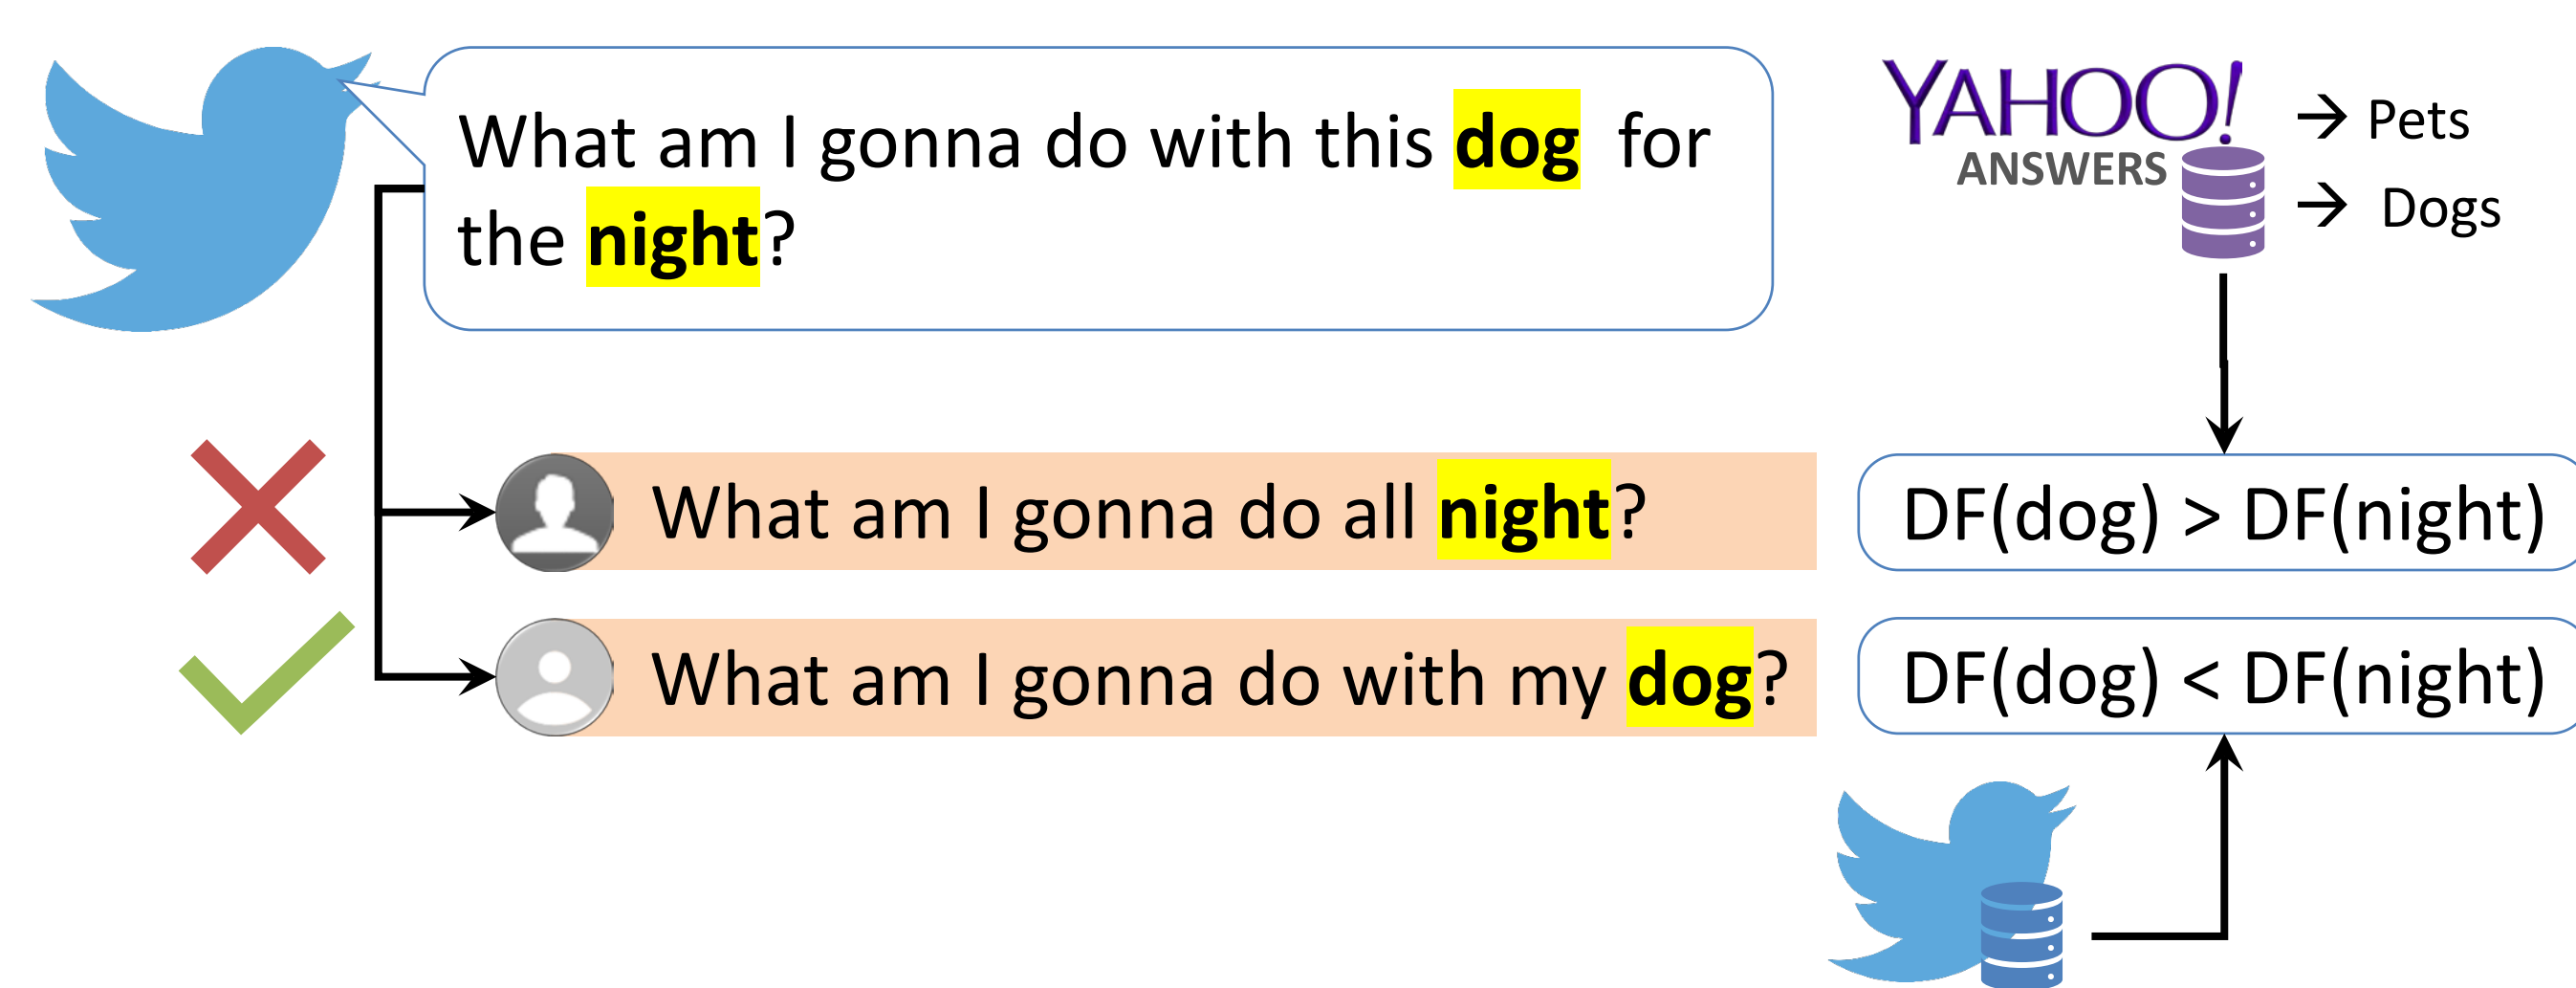 What am I gonna do with this dog for
the night?
YAHOO!
ANSWERS
→ Pets
→ Dogs
What am I gonna do all night?
DF(dog) > DF(night)
What am I gonna do with my dog?
DF(dog) < DF(night)